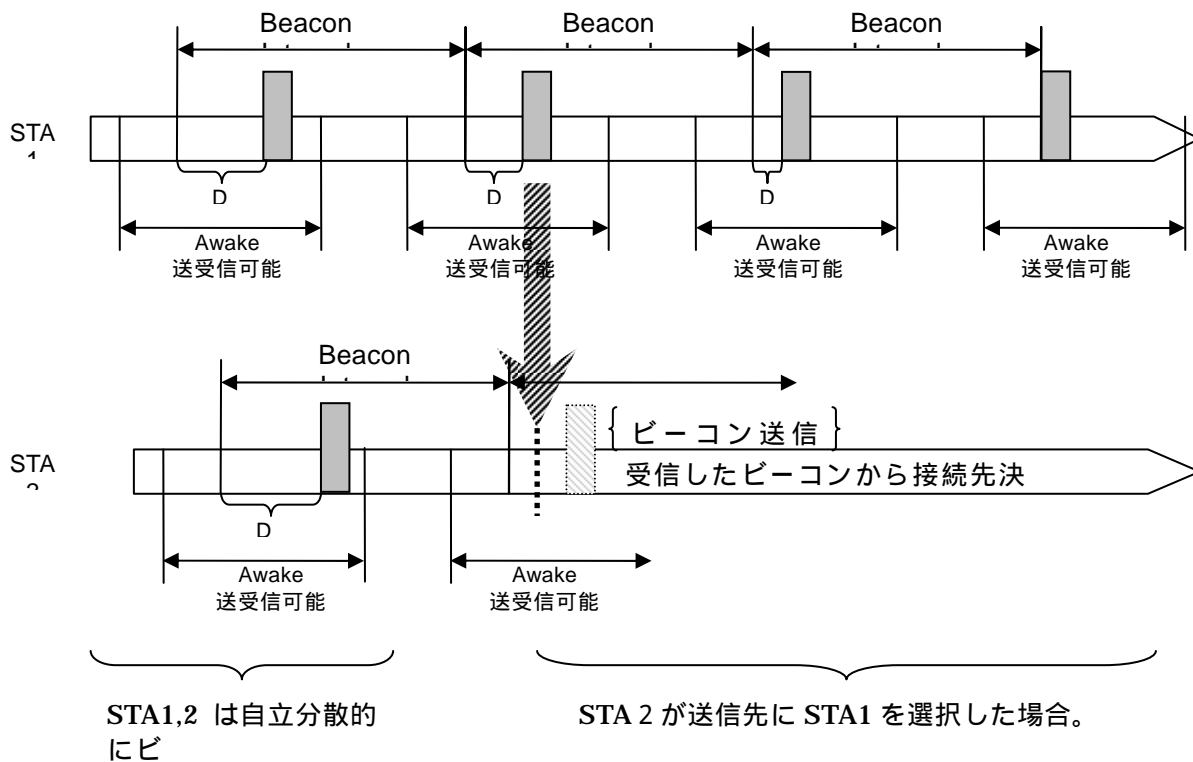 Beacon Beacon Beacon
STA
D D D
Awake Awake Awake Awake
送受信可能 送受信可能 送受信可能 送受信可能
Beacon
ビーコン送信
STA
受信したビーコンから接続先決
D
Awake Awake
送受信可能 送受信可能
STA1,2 は自立分散的
にビ
STA 2 が送信先に STA1 を選択した場合。